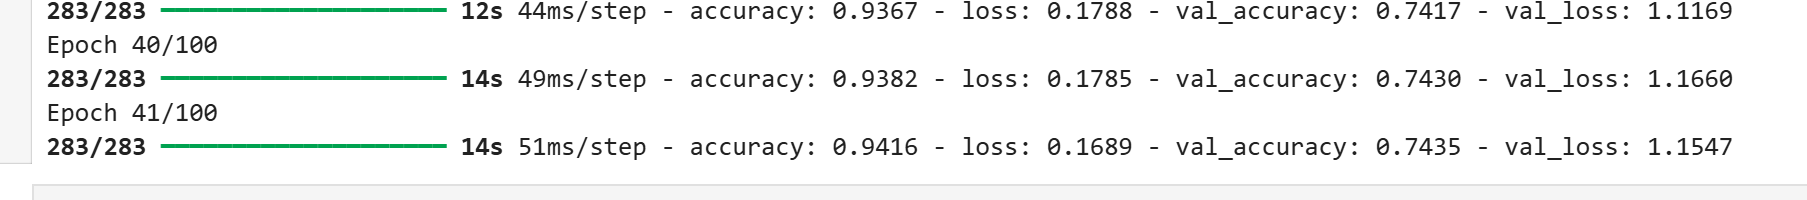 283/283 ━━━━━━━━━━━━━━━━━━━━ 12s 44ms/step - accuracy: 0.9367 - loss: 0.1788 - val_accuracy: 0.7417 - val_loss: 1.1169
Epoch 40/100
283/283 ━━━━━━━━━━━━━━━━━━━━ 14s 49ms/step - accuracy: 0.9382 - loss: 0.1785 - val_accuracy: 0.7430 - val_loss: 1.1660
Epoch 41/100
283/283 ━━━━━━━━━━━━━━━━━━━━ 14s 51ms/step - accuracy: 0.9416 - loss: 0.1689 - val_accuracy: 0.7435 - val_loss: 1.1547